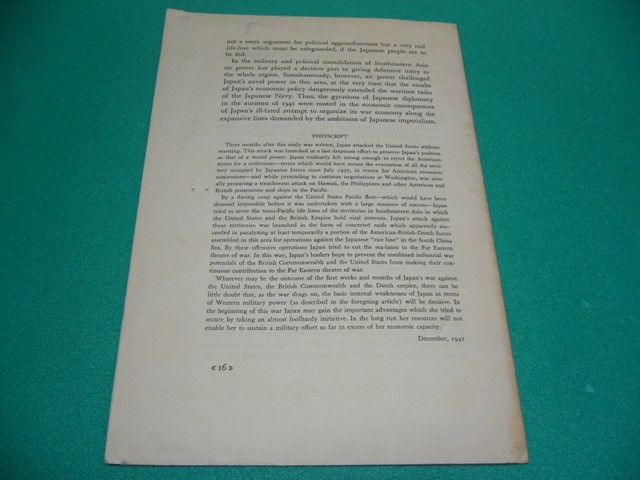 not a mere argument for political aggrandizement but a very real
life-line which must be safeguarded, if the Japanese people are to
be fed.
In the military and political consolidation of Southeastern Asia
air power has played a decisive part in giving defensive unity to
the whole region. Simultaneously, however, air power challenged
Japan's naval power in this area, at the very time that the results
of Japan's economic policy dangerously extended the wartime tasks
of the Japanese Navy. Thus, the gyrations of Japanese diplomacy
in the autumn of 1941 were rooted in the economic consequences
of Japan's ill-fated attempt to organize its war economy along the
expansive lines demanded by the ambitions of Japanese imperialism.
POSTSCRIPT
Three months after this study was written, Japan attacked the United States without
warning. This attack was launched in a last desperate effort to preserve Japan's position
as that of a world power. Japan evidently felt strong enough to reject the American
terms for a settlement—terms which would have meant the evacuation of all the terri-
tory occupied by Japanese forces since July 1937, in return for American economic
concessions—and while pretending to continue negotiations at Washington, was actu-
ally preparing a treacherous attack on Hawaii, the Philippines and other American and
British possessions and ships in the Pacific.
By a daring coup against the United States Pacific fleet—which would have been
deemed impossible before it was undertaken with a large measure of success—Japan
tried to sever the trans-Pacific life lines of the territories in Southeastern Asia in which
the United States and the British Empire hold vital interests. Japan's attack against
these territories was launched in the form of concerted raids which apparently suc-
ceeded in paralyzing at least temporarily a portion of the American-British-Dutch forces
assembled in this area for operations against the Japanese "rice line" in the South China
Sea. By these offensive operations Japan tried to cut the sea-lanes to the Far Eastern
theatre of war. In this way, Japan's leaders hope to prevent the combined industrial war
potentials of the British Commonwealth and the United States from making their con-
tinuous contribution to the Far Eastern theatre of war.
Whatever may be the outcome of the first weeks and months of Japan's war against
the United States, the British Commonwealth and the Dutch empire, there can be
little doubt that, as the war drags on, the basic internal weaknesses of Japan in terms
of Western military power (as described in the foregoing article) will be decisive. In
the beginning of this war Japan may gain the important advantages which she tried to
secure by taking an almost foolhardy initiative. In the long run her resources will not
enable her to sustain a military effort so far in excess of her economic capacity.
December, 1941
«16»